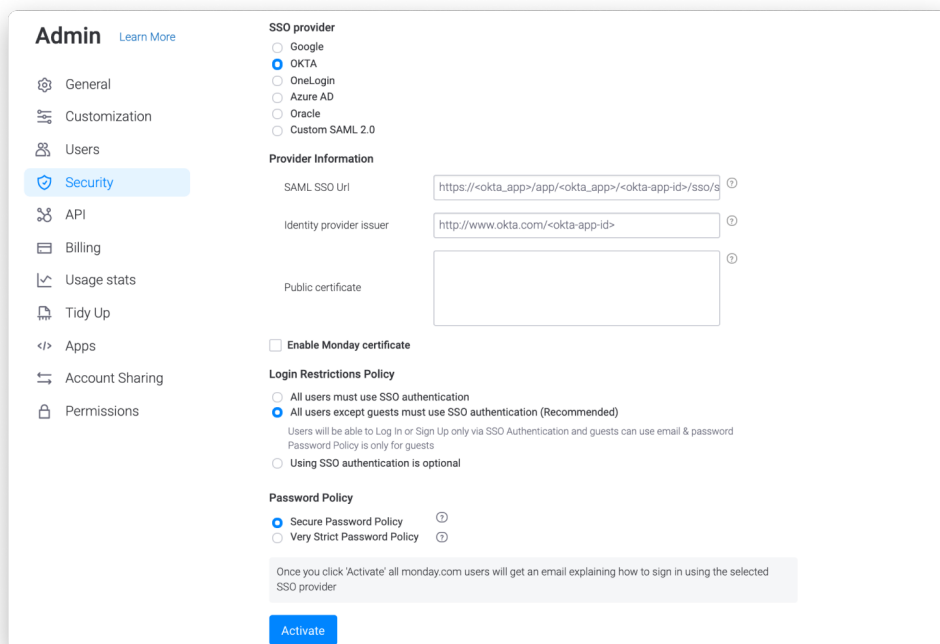 Admin Learn More
General
Customization
Users
Security
API
Billing
Usage stats
Tidy Up
Apps
Account Sharing
Permissions
SSO provider
Google
OKTA
OneLogin
Azure AD
Oracle
Custom SAML 2.0
Provider Information
SAML SSO Url https://<okta_app>/app/<okta_app>/<okta-app-id>/sso/s ?
Identity provider issuer http://www.okta.com/<okta-app-id> ?
Public certificate ?
Enable Monday certificate
Login Restrictions Policy
All users must use SSO authentication
All users except guests must use SSO authentication (Recommended)
Users will be able to Log In or Sign Up only via SSO Authentication and guests can use email & password
Password Policy is only for guests
Using SSO authentication is optional
Password Policy
Secure Password Policy ?
Very Strict Password Policy ?
Once you click 'Activate' all monday.com users will get an email explaining how to sign in using the selected
SSO provider
Activate